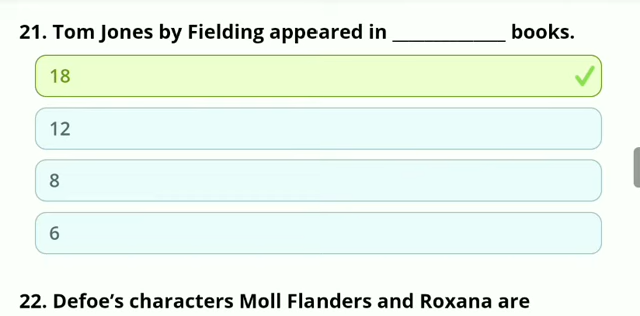 21. Tom Jones by Fielding appeared in ____________ books.
18
12
8
6
22. Defoe’s characters Moll Flanders and Roxana are